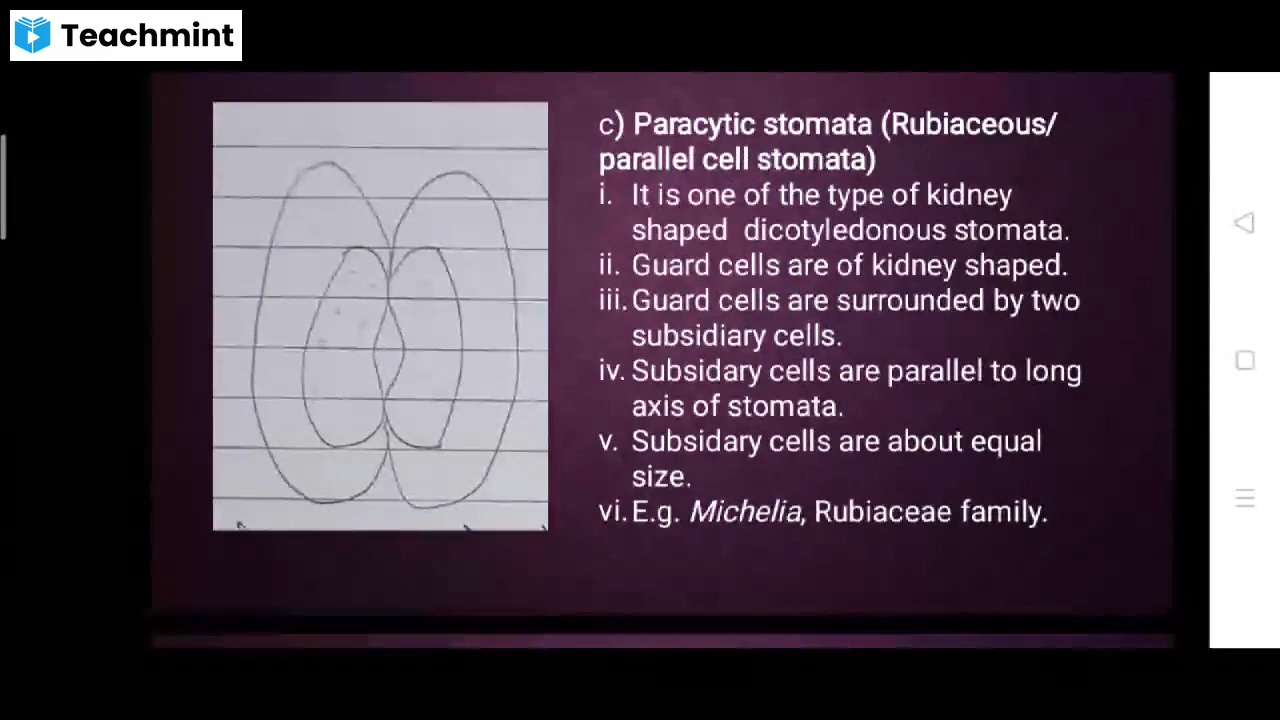 Teachmint
c) Paracytic stomata (Rubiaceous/
parallel cell stomata)
i. It is one of the type of kidney
shaped dicotyledonous stomata.
ii. Guard cells are of kidney shaped.
iii. Guard cells are surrounded by two
subsidiary cells.
iv. Subsidary cells are parallel to long
axis of stomata.
v. Subsidary cells are about equal
size.
vi. E.g. Michelia, Rubiaceae family.